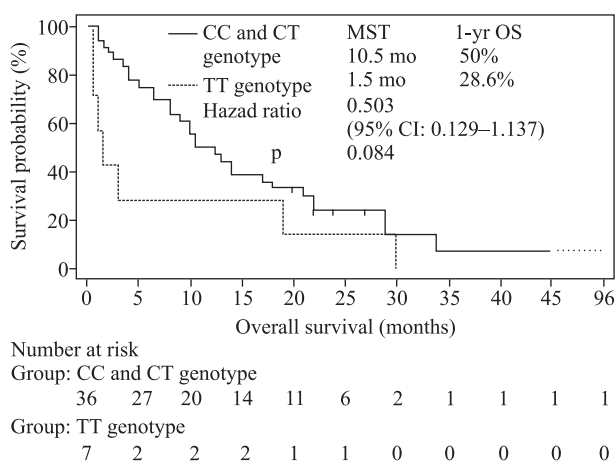 CC and CT genotype MST 1-yr OS
10.5 mo 50%
TT genotype 1.5 mo 28.6%
Hazad ratio 0.503
(95% CI: 0.129–1.137)
p 0.084
Survival probability (%)
100
80
60
40
20
0
0 5 10 15 20 25 30 35 40 45 96
Overall survival (months)
Number at risk
Group: CC and CT genotype
36 27 20 14 11 6 2 1 1 1 1
Group: TT genotype
7 2 2 2 1 1 0 0 0 0 0